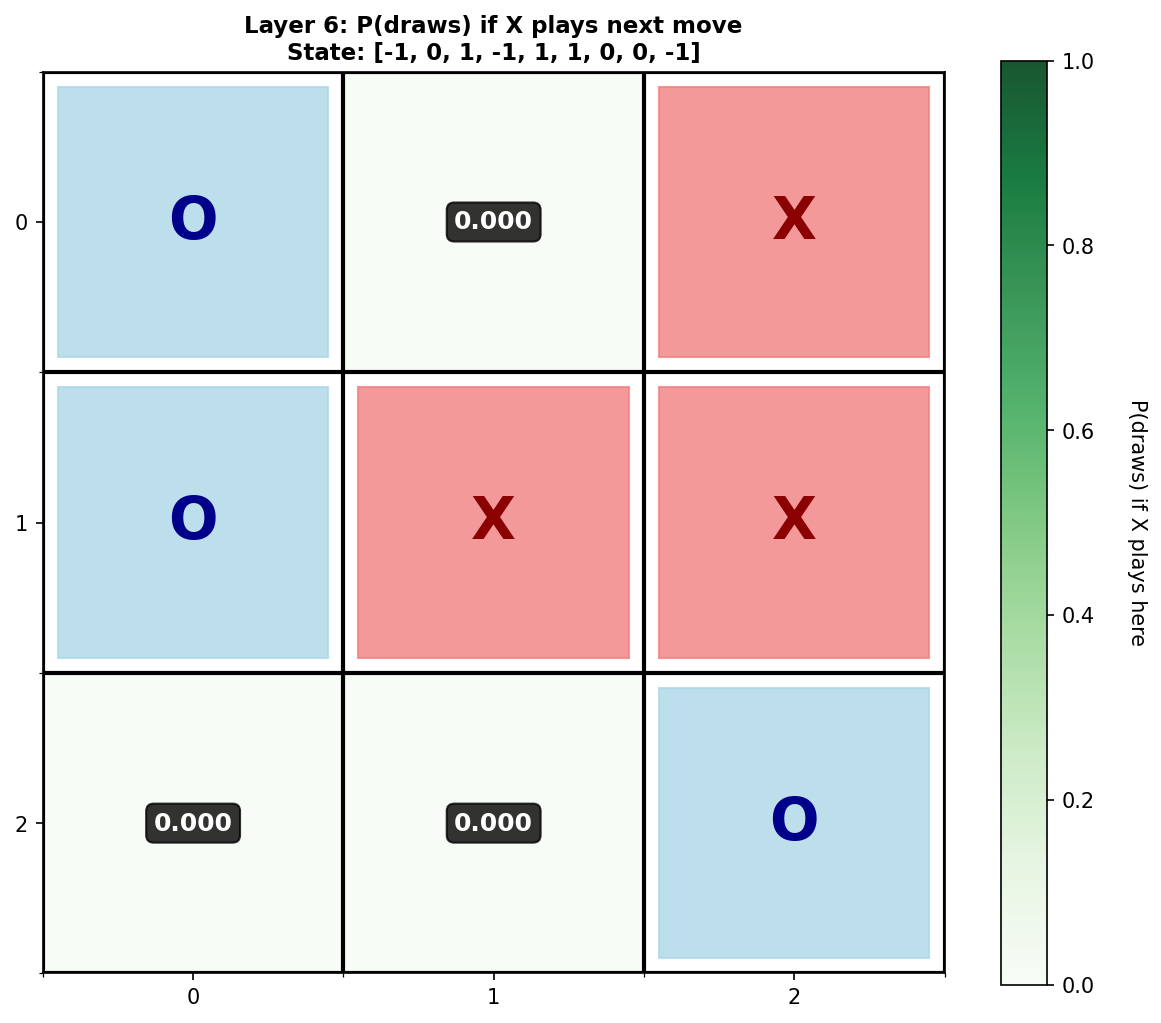 Layer 6: P(draws) if X plays next move
State: [-1, 0, 1, -1, 1, 1, 0, 0, -1]
1.0
0.8
0.6
0.4
0.2
0.0
P(draws) if X plays here
0 O 0.000 X
1 O X X
2 0.000 0.000 O
0 1 2